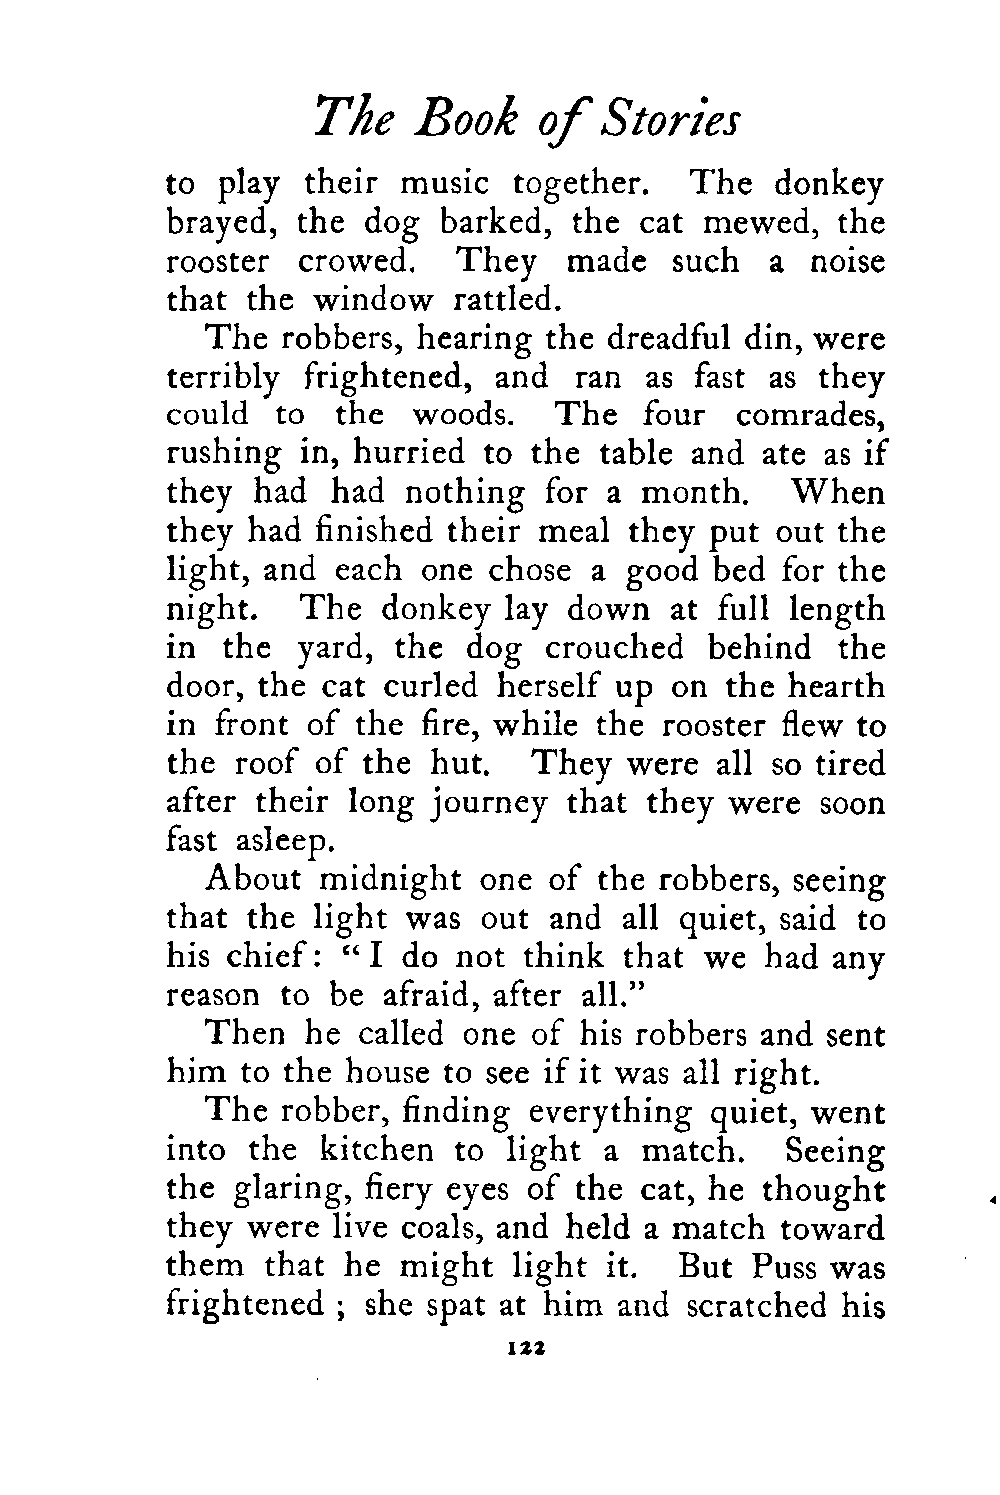 The Book of Stories
to play their music together. The donkey
brayed, the dog barked, the cat mewed, the
rooster crowed. They made such a noise
that the window rattled.
The robbers, hearing the dreadful din, were
terribly frightened, and ran as fast as they
could to the woods. The four comrades,
rushing in, hurried to the table and ate as if
they had had nothing for a month. When
they had finished their meal they put out the
light, and each one chose a good bed for the
night. The donkey lay down at full length
in the yard, the dog crouched behind the
door, the cat curled herself up on the hearth
in front of the fire, while the rooster flew to
the roof of the hut. They were all so tired
after their long journey that they were soon
fast asleep.
About midnight one of the robbers, seeing
that the light was out and all quiet, said to
his chief: “I do not think that we had any
reason to be afraid, after all.”
Then he called one of his robbers and sent
him to the house to see if it was all right.
The robber, finding everything quiet, went
into the kitchen to light a match. Seeing
the glaring, fiery eyes of the cat, he thought
they were live coals, and held a match toward
them that he might light it. But Puss was
frightened ; she spat at him and scratched his
122